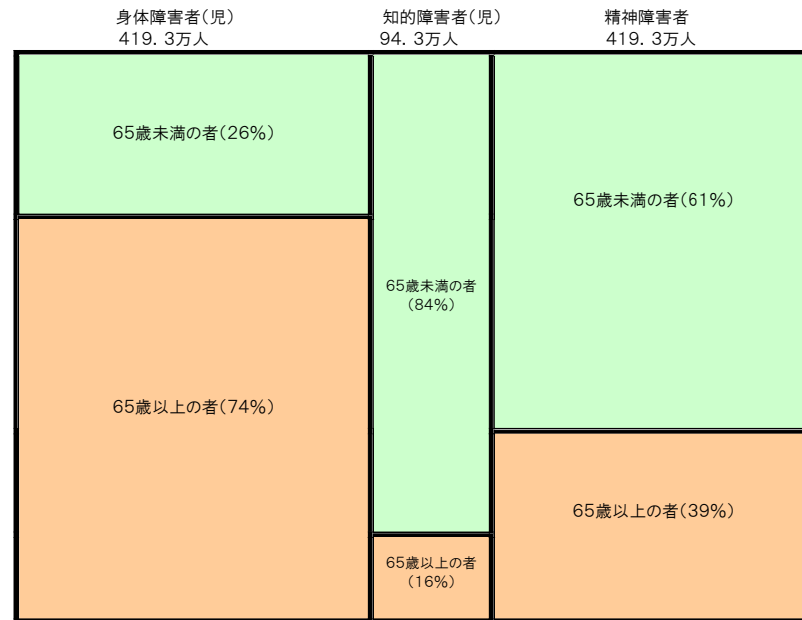 身体障害者(児)
419.3万人
知的障害者(児)
94.3万人
精神障害者
419.3万人
65歳未満の者(26%)
65歳以上の者(74%)
65歳未満の者
(84%)
65歳以上の者
(16%)
65歳未満の者(61%)
65歳以上の者(39%)